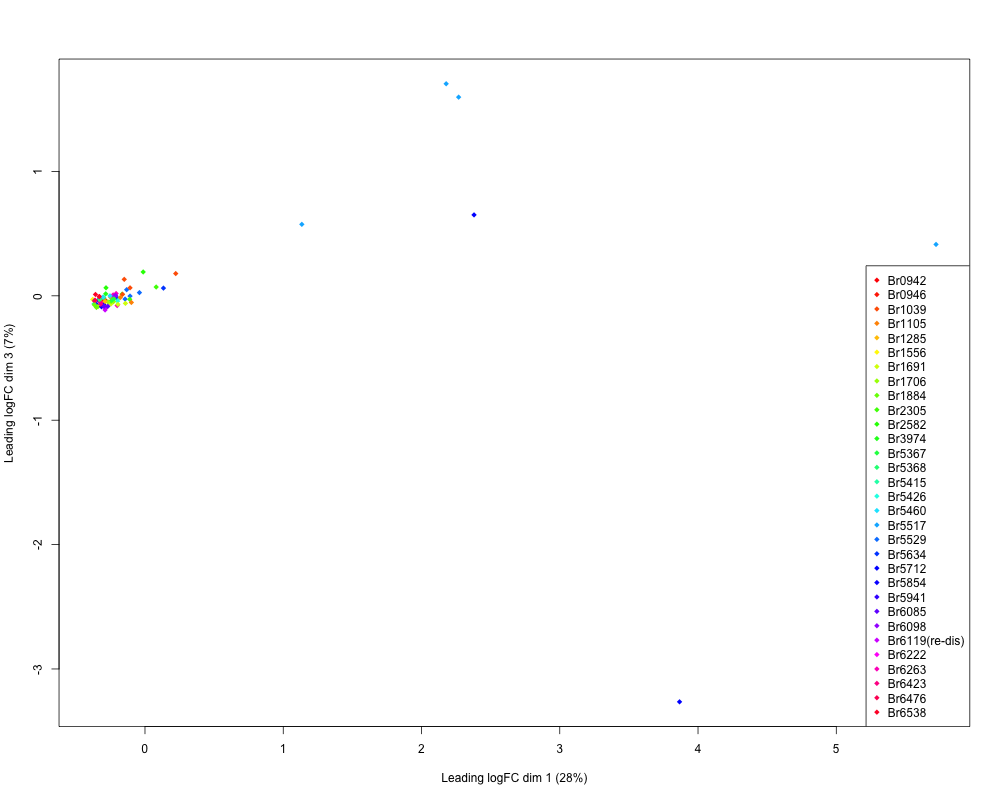 1
0
-1
-2
-3
Leading logFC dim 3 (7%)
Br0942
Br0946
Br1039
Br1105
Br1285
Br1556
Br1691
Br1706
Br1884
Br2305
Br2582
Br3974
Br5367
Br5368
Br5415
Br5426
Br5460
Br5517
Br5529
Br5634
Br5712
Br5854
Br5941
Br6085
Br6098
Br6119(re-dis)
Br6222
Br6263
Br6423
Br6476
Br6538
0 1 2 3 4 5
Leading logFC dim 1 (28%)